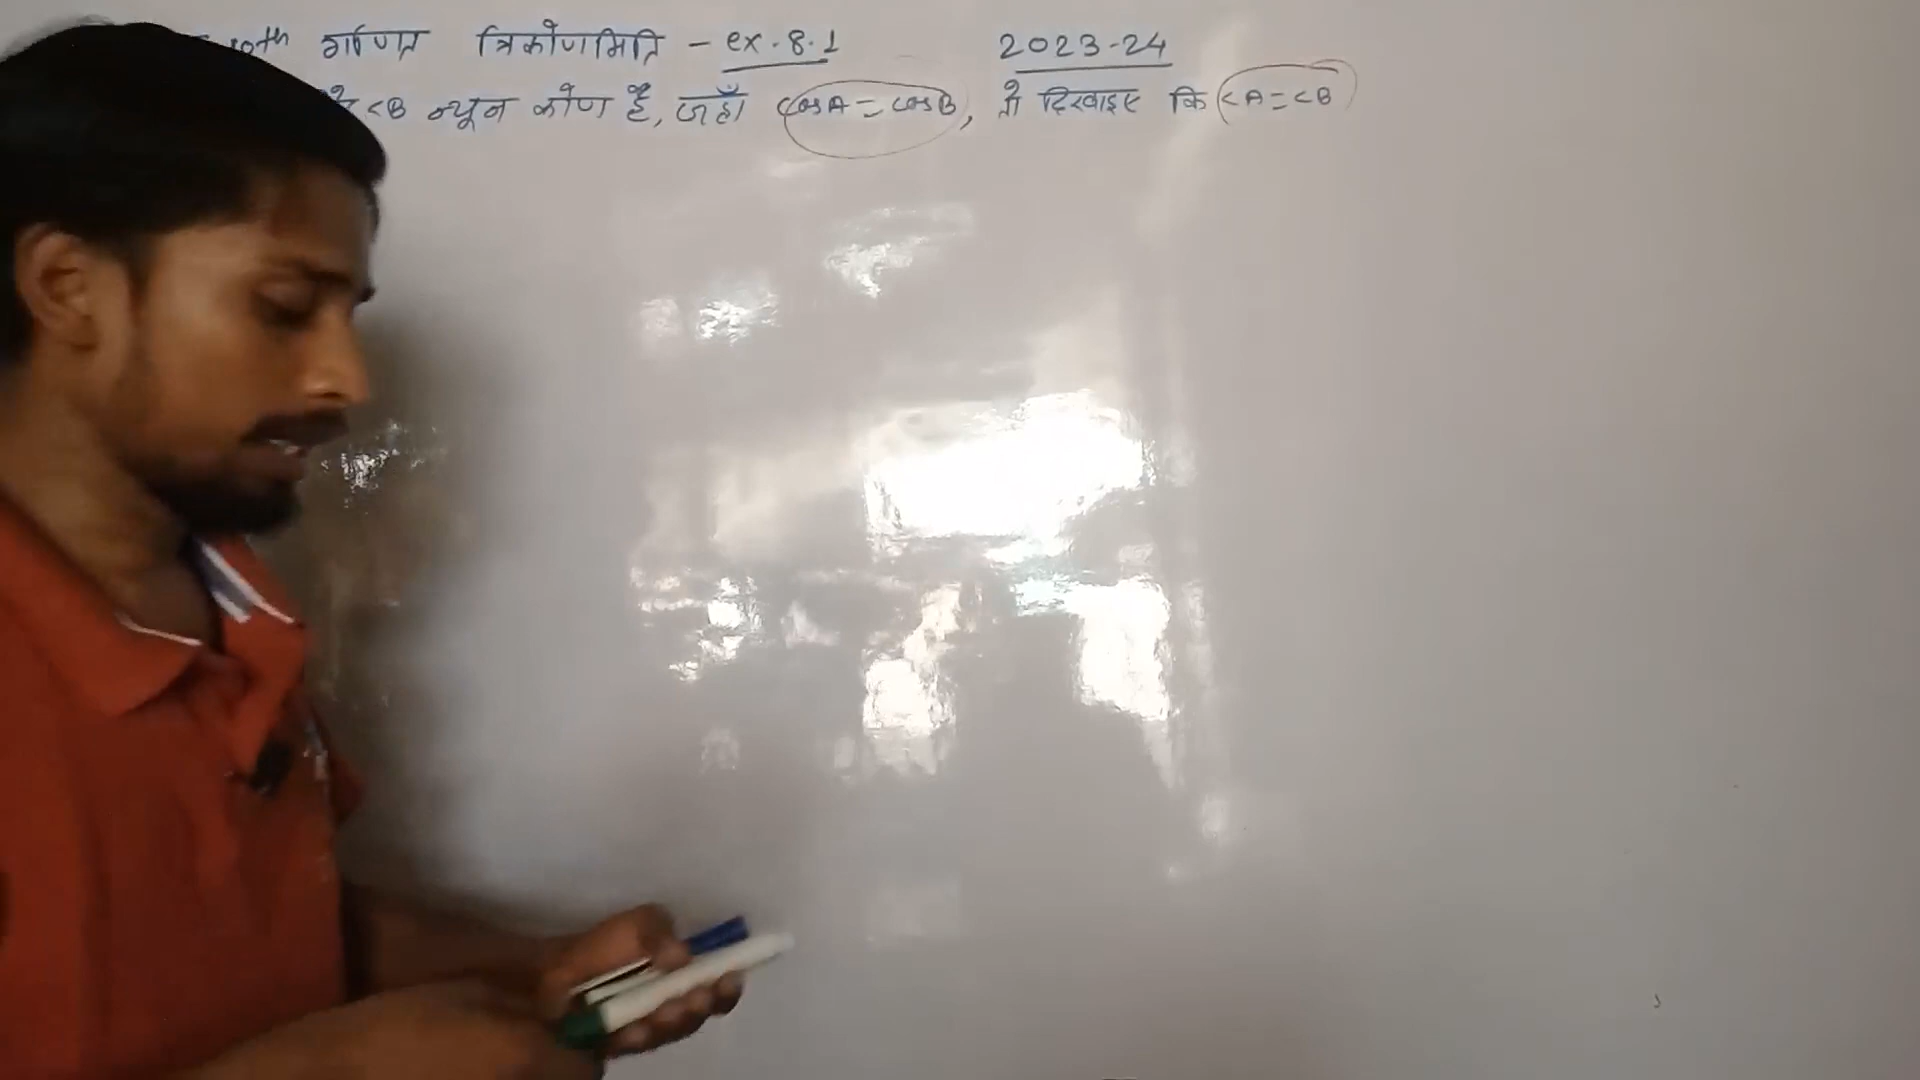 10th गणित त्रिकोणमिति - ex. 8.1 2023-24
<B न्यून कोण है, जहाँ cosA = cosB, तो दिखाइए कि <A = <B